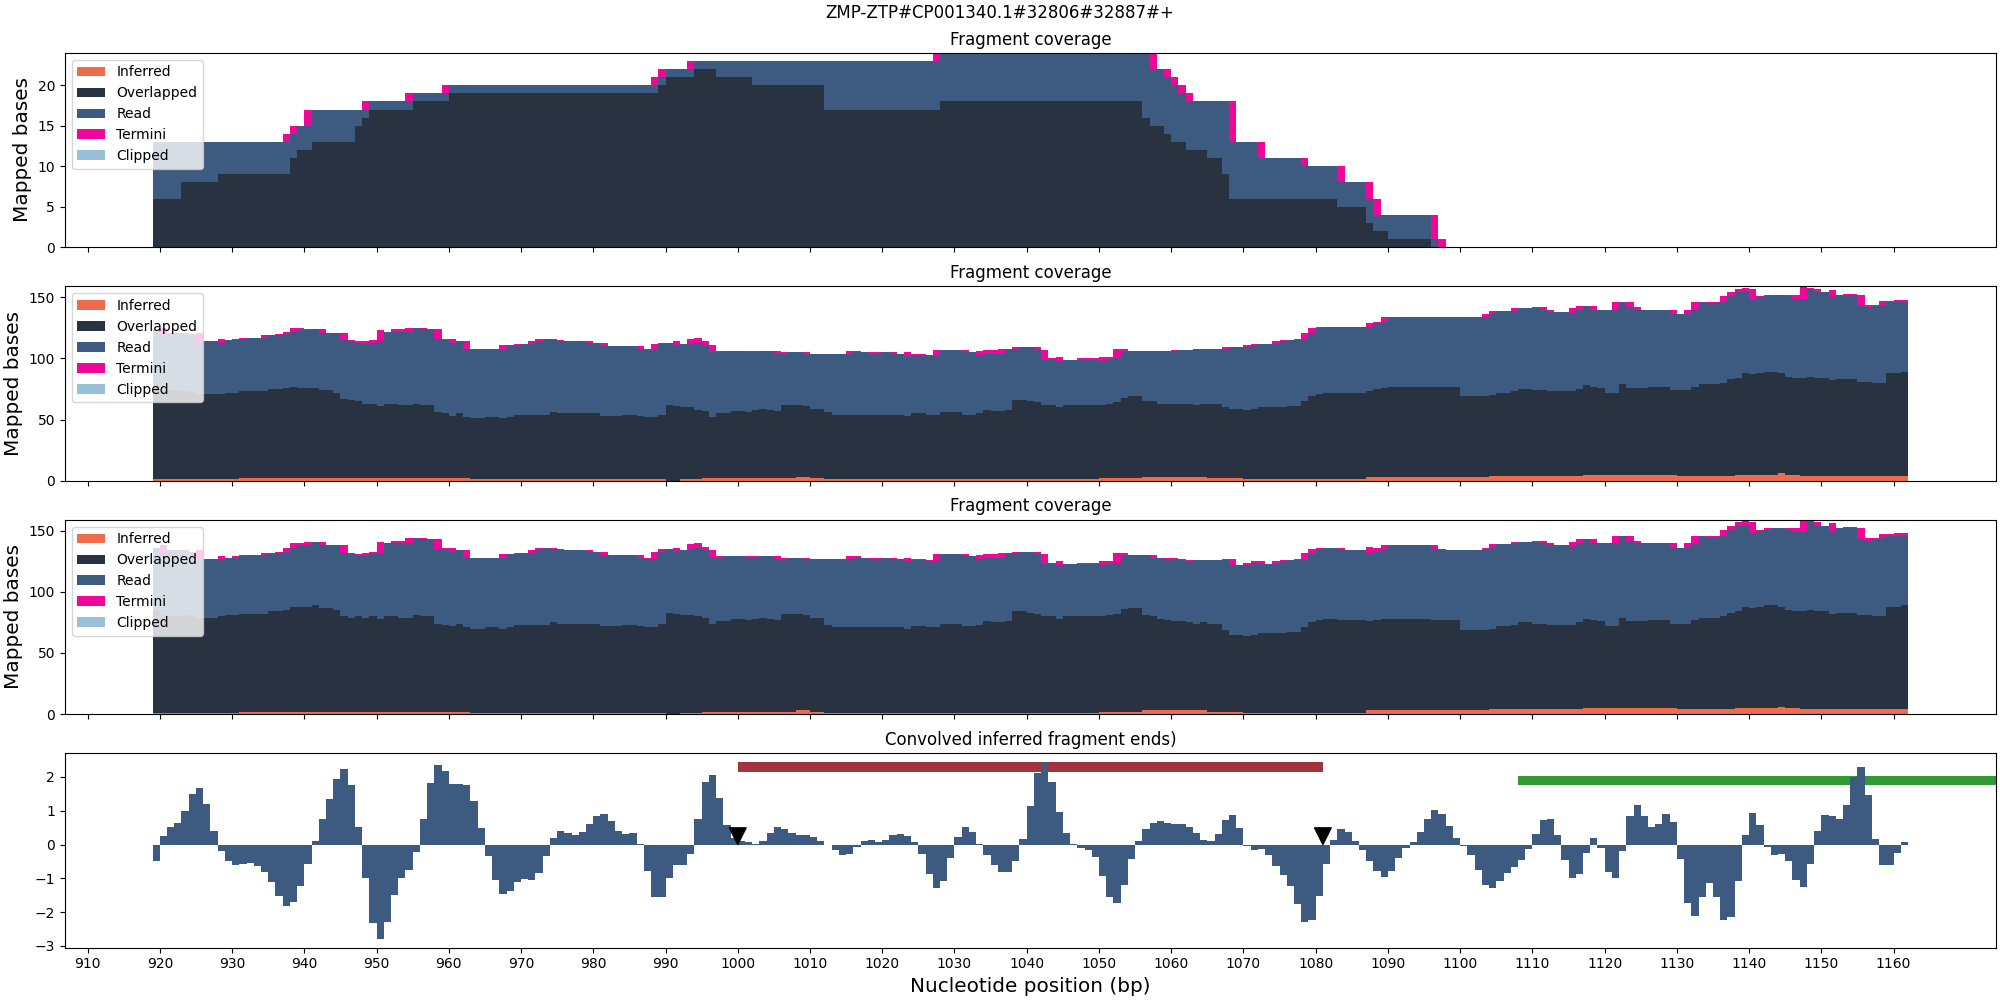 ZMP-ZTP#CP001340.1#32806#32887#+
Fragment coverage
Mapped bases
20
15
10
5
0
Inferred
Overlapped
Read
Termini
Clipped
Fragment coverage
Mapped bases
150
100
50
0
Inferred
Overlapped
Read
Termini
Clipped
Fragment coverage
Mapped bases
150
100
50
0
Inferred
Overlapped
Read
Termini
Clipped
Convolved inferred fragment ends)
2
1
0
−1
−2
−3
910 920 930 940 950 960 970 980 990 1000 1010 1020 1030 1040 1050 1060 1070 1080 1090 1100 1110 1120 1130 1140 1150 1160
Nucleotide position (bp)